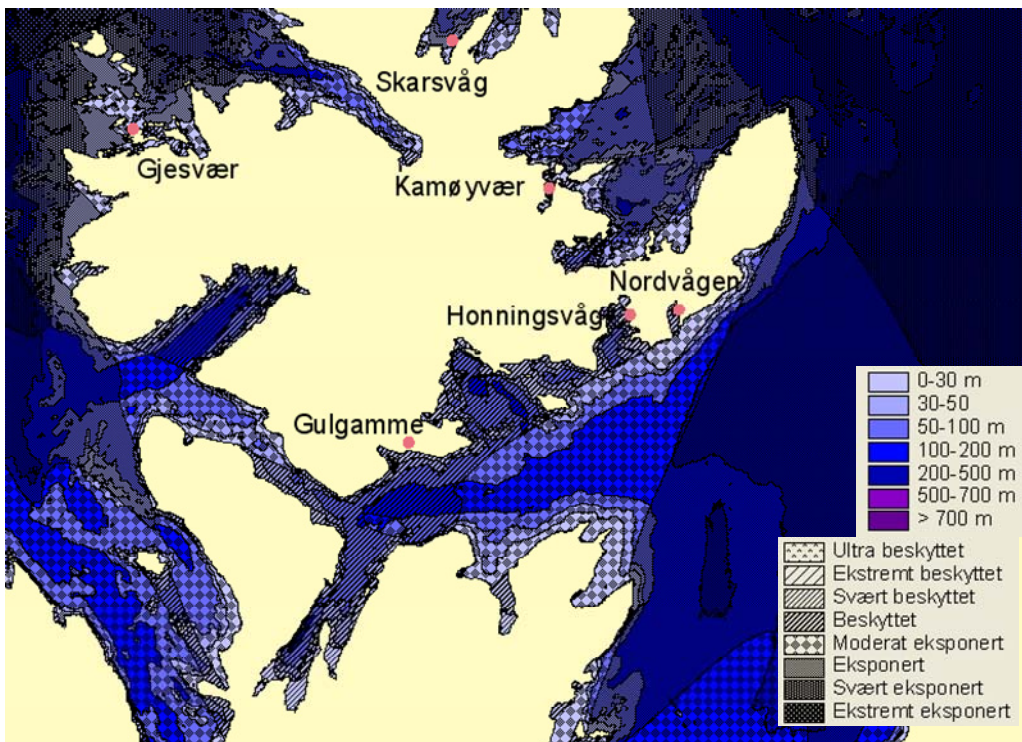 Skarsvåg
Gjesvær
Kamøyvær
Nordvågen
Honningsvåg
Gulgamme
0-30 m
30-50
50-100 m
100-200 m
200-500 m
500-700 m
> 700 m
Ultra beskyttet
Ekstremt beskyttet
Svært beskyttet
Beskyttet
Moderat eksponert
Eksponert
Svært eksponert
Ekstremt eksponert